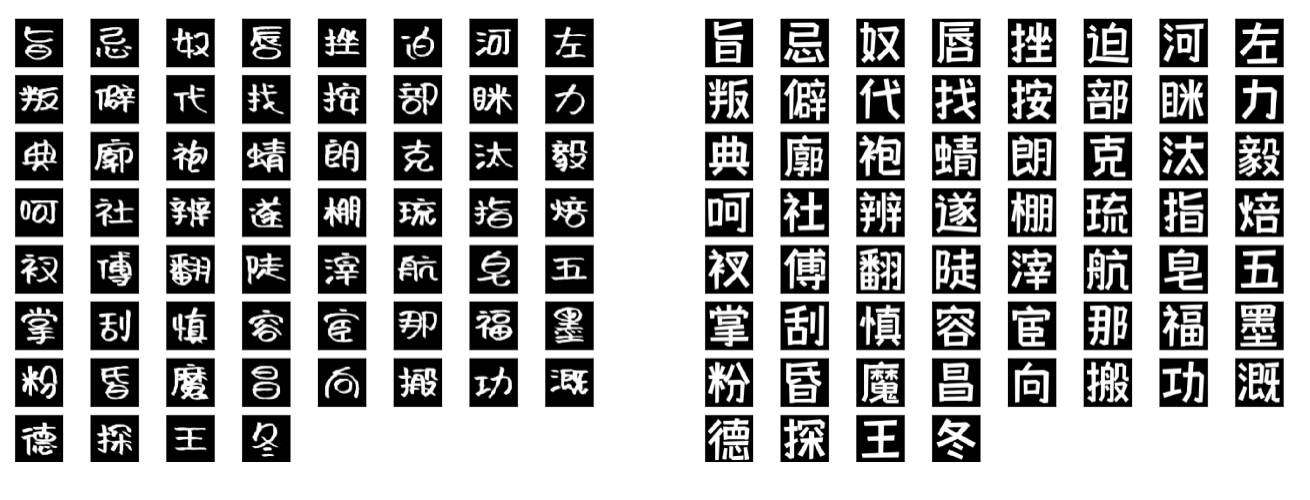 旨忌奴唇挫迫河左 旨忌奴唇挫迫河左
叛僻代找按部眯力 叛僻代找按部眯力
典廓袍蜻朗克汰毅 典廓袍蜻朗克汰毅
呵社辨遂棚琉指焙 呵社辨遂棚琉指焙
衩傅翻陡滓航皂五 衩傅翻陡滓航皂五
掌刮慎容宦那福墨 掌刮慎容宦那福墨
粉昏魔昌向搬功溉 粉昏魔昌向搬功溉
德探王冬 德探王冬